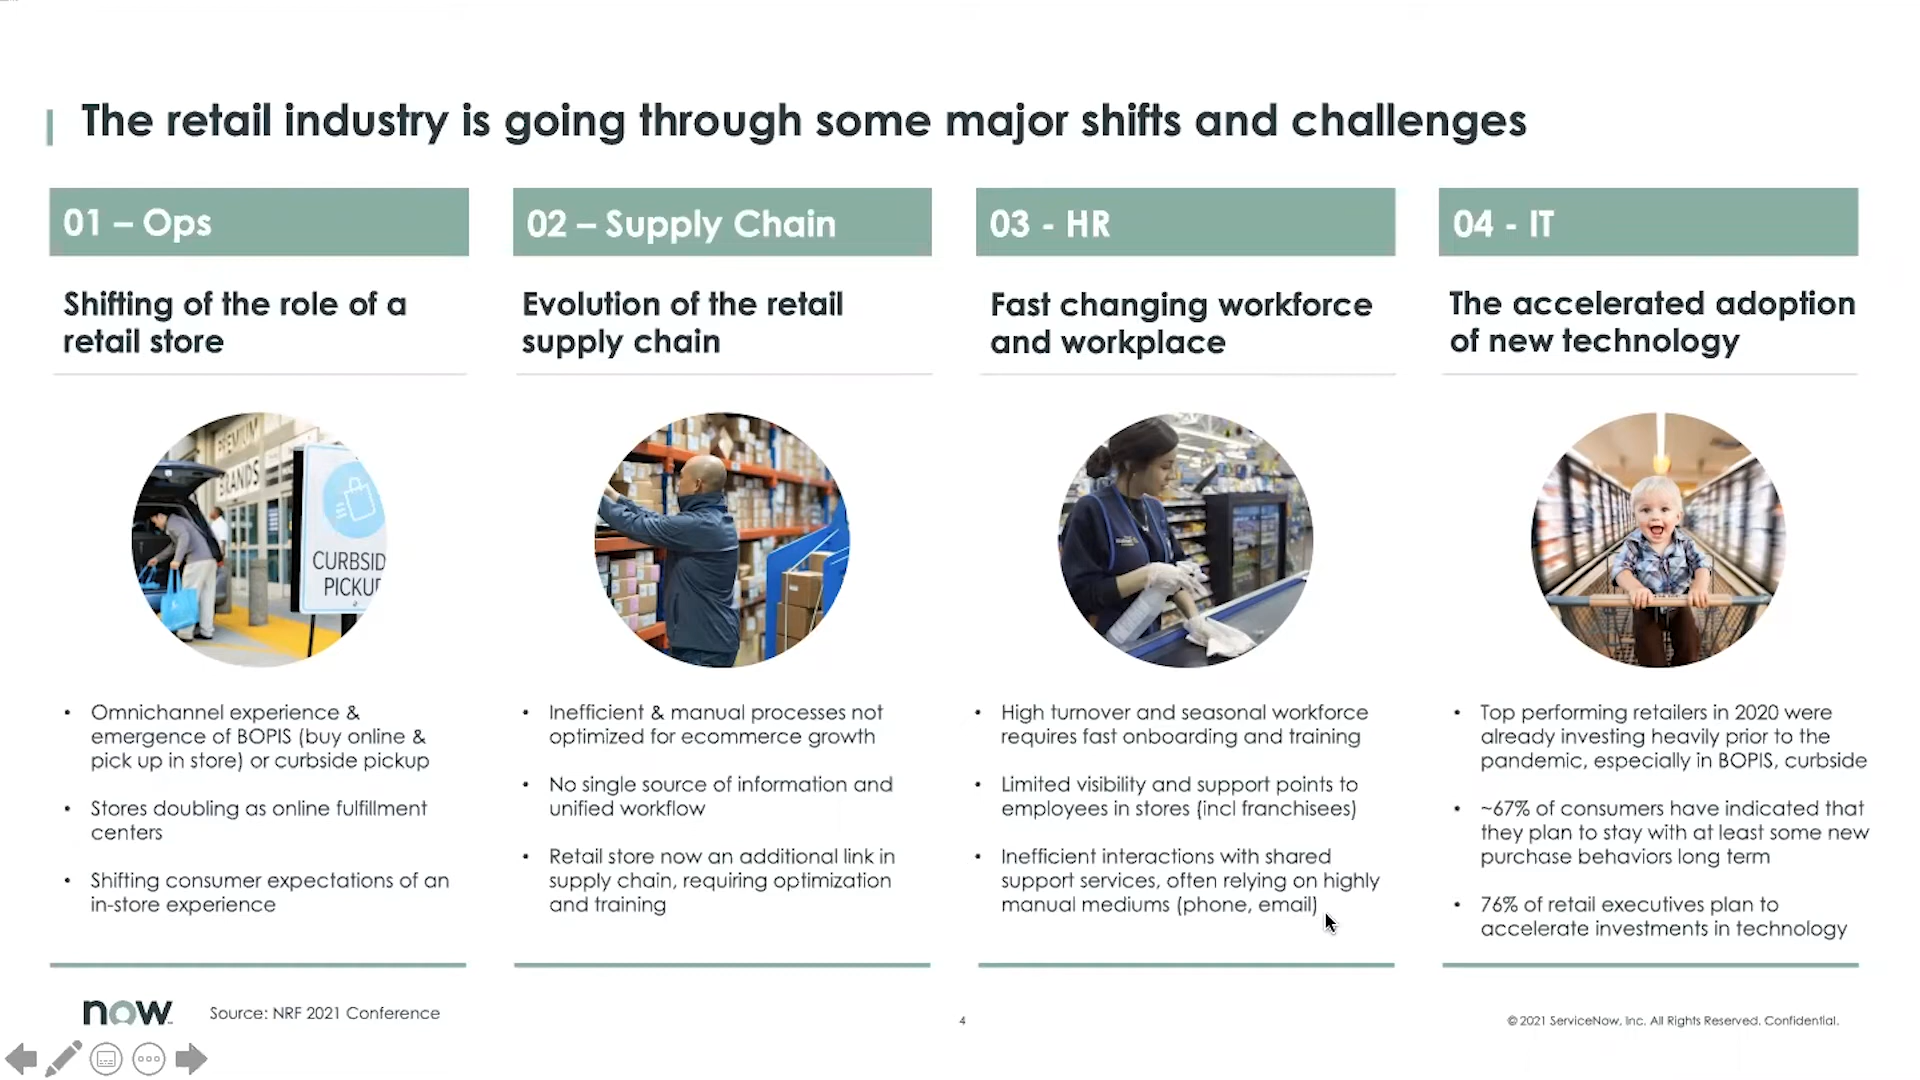 The retail industry is going through some major shifts and challenges
01 – Ops
Shifting of the role of a
retail store
PREMIUM
BRANDS
CURBSID
PICKUP
• Omnichannel experience &
emergence of BOPIS (buy online &
pick up in store) or curbside pickup
• Stores doubling as online fulfillment
centers
• Shifting consumer expectations of an
in-store experience
02 – Supply Chain
Evolution of the retail
supply chain
• Inefficient & manual processes not
optimized for ecommerce growth
• No single source of information and
unified workflow
• Retail store now an additional link in
supply chain, requiring optimization
and training
03 - HR
Fast changing workforce
and workplace
• High turnover and seasonal workforce
requires fast onboarding and training
• Limited visibility and support points to
employees in stores (incl franchisees)
• Inefficient interactions with shared
support services, often relying on highly
manual mediums (phone, email)
04 - IT
The accelerated adoption
of new technology
• Top performing retailers in 2020 were
already investing heavily prior to the
pandemic, especially in BOPIS, curbside
• ~67% of consumers have indicated that
they plan to stay with at least some new
purchase behaviors long term
• 76% of retail executives plan to
accelerate investments in technology
now
Source: NRF 2021 Conference
4
© 2021 ServiceNow, Inc. All Rights Reserved. Confidential.